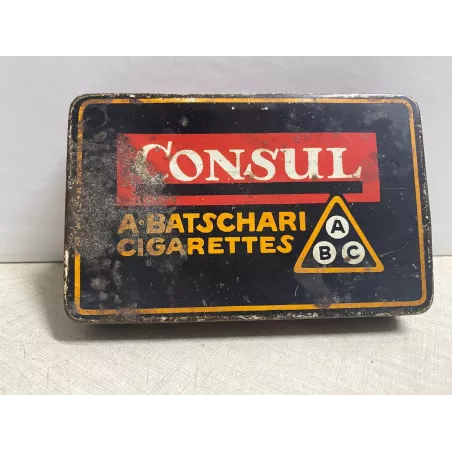 CONSUL
A·BATSCHARI
CIGARETTES
A
B C